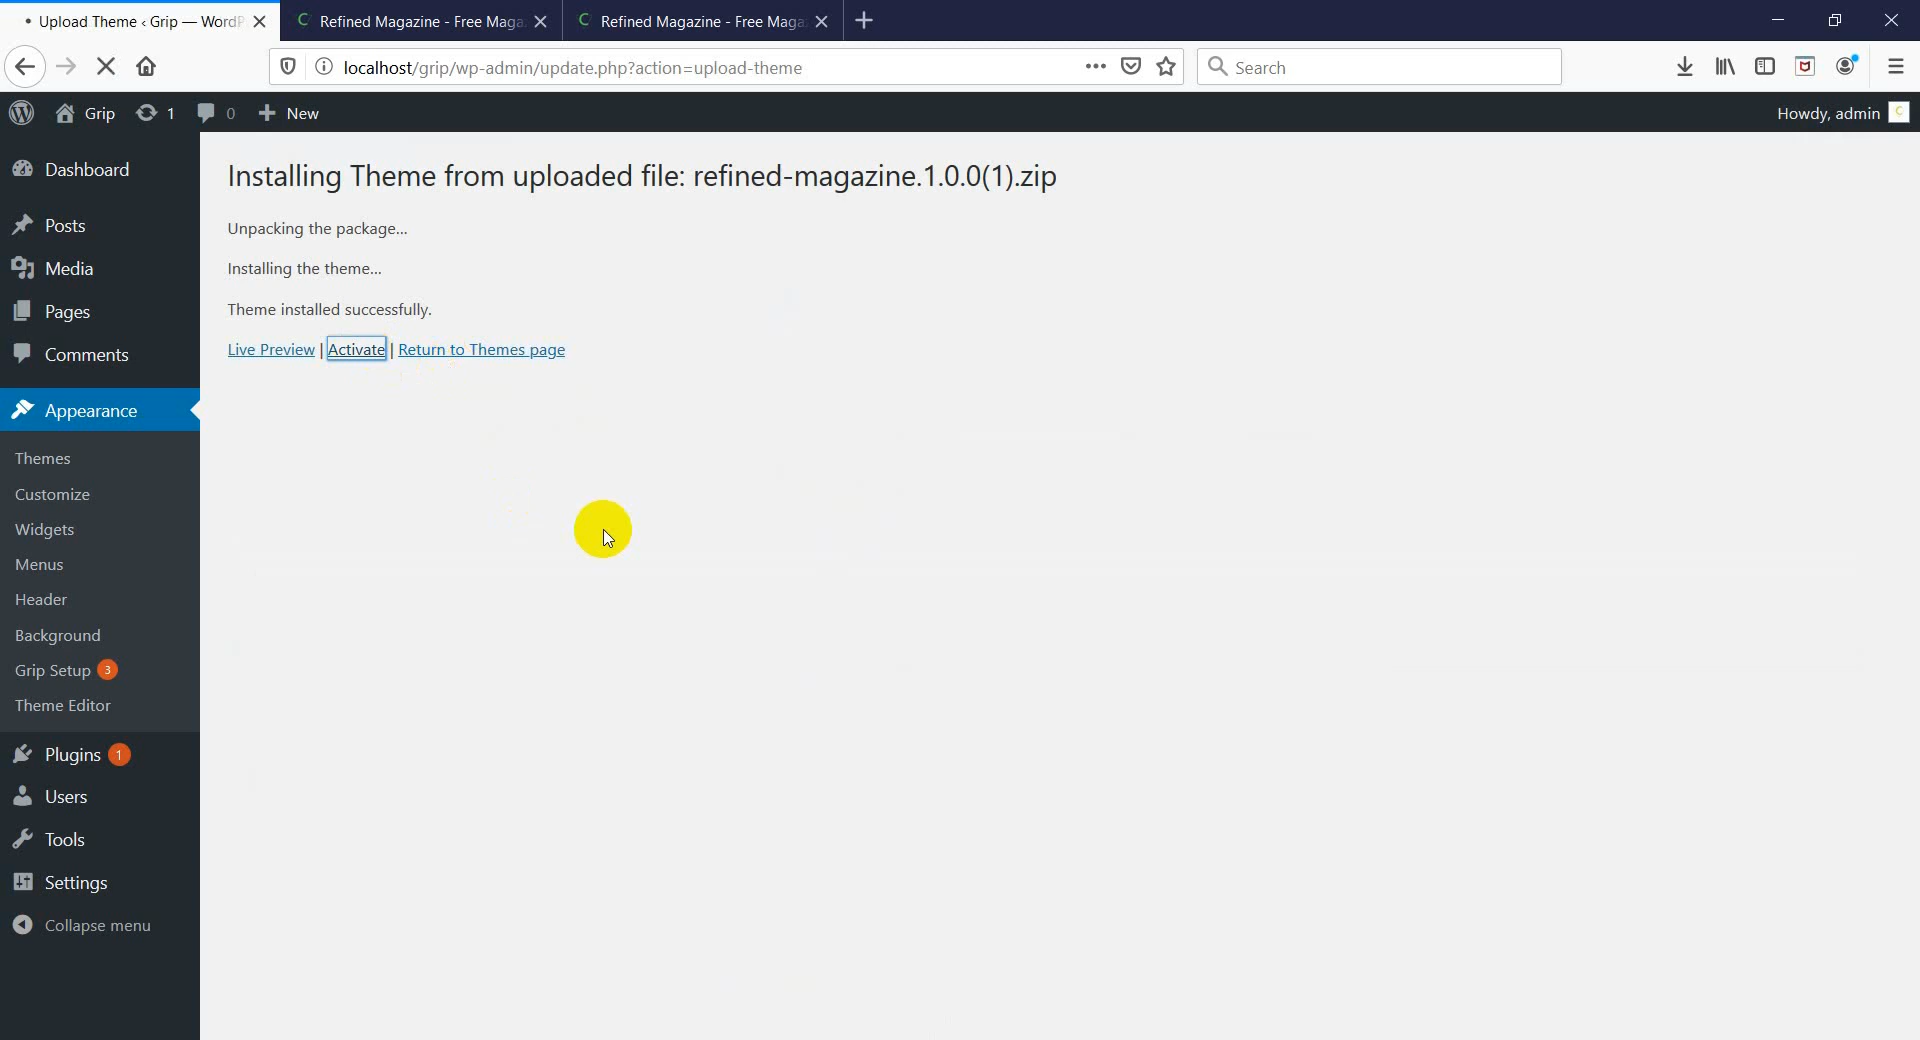 Upload Theme ‹ Grip — WordP
Refined Magazine - Free Maga
Refined Magazine - Free Maga
localhost/grip/wp-admin/update.php?action=upload-theme
Search
Grip
1
0
New
Howdy, admin
Dashboard
Posts
Media
Pages
Comments
Appearance
Themes
Customize
Widgets
Menus
Header
Background
Grip Setup 3
Theme Editor
Plugins 1
Users
Tools
Settings
Collapse menu
Installing Theme from uploaded file: refined-magazine.1.0.0(1).zip
Unpacking the package...
Installing the theme...
Theme installed successfully.
Live Preview | Activate | Return to Themes page